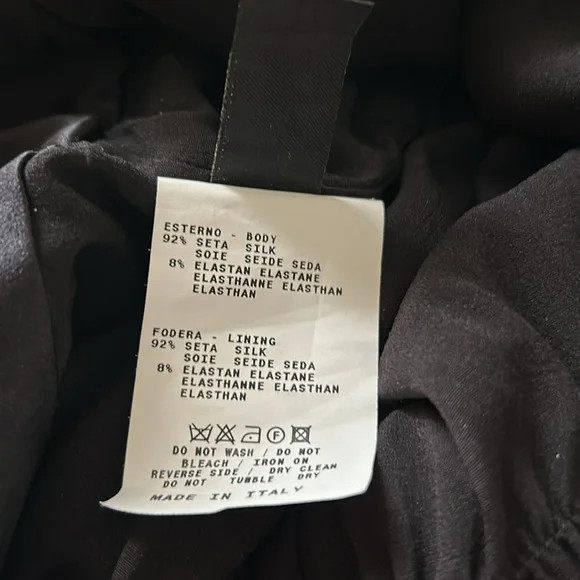 ESTERNO - BODY
92% SETA SILK
SOIE SEIDE SEDA
8% ELASTAN ELASTANE
ELASTHANNE ELASTHAN
ELASTHAN
FODERA - LINING
92% SETA SILK
SOIE SEIDE SEDA
8% ELASTAN ELASTANE
ELASTHANNE ELASTHAN
ELASTHAN
F
DO NOT WASH / DO NOT
BLEACH / IRON ON
REVERSE SIDE / DRY CLEAN
DO NOT TUMBLE DRY
MADE IN ITALY